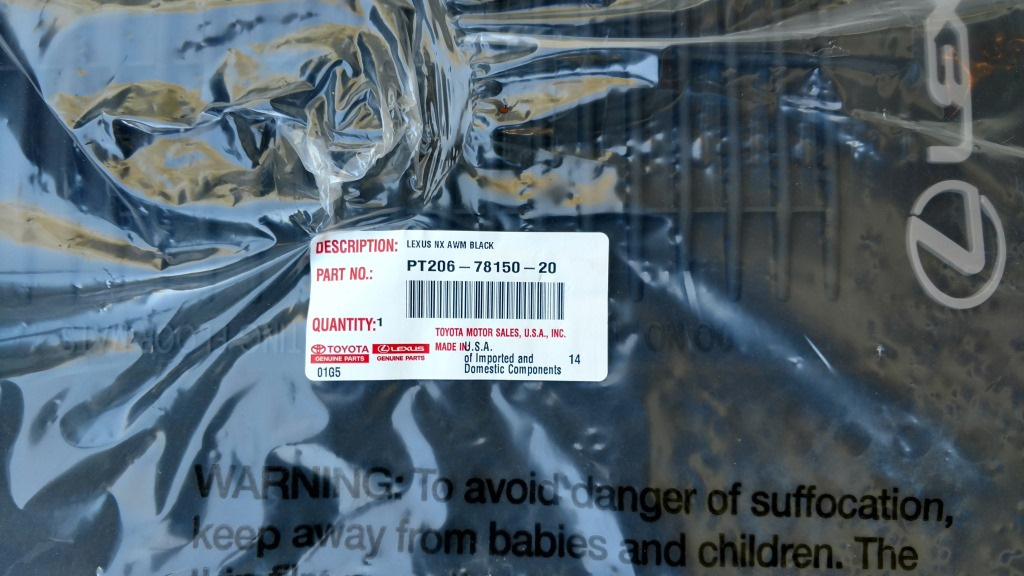 LEXUS
DESCRIPTION: LEXUS NX AWM BLACK
PART NO.: PT206-78150-20
QUANTITY:1
TOYOTA MOTOR SALES, U.S.A., INC.
TOYOTA LEXUS MADE IN U.S.A.
GENUINE PARTS GENUINE PARTS of Imported and 14
01G5 Domestic Components
WARNING: To avoid danger of suffocation,
keep away from babies and children. The